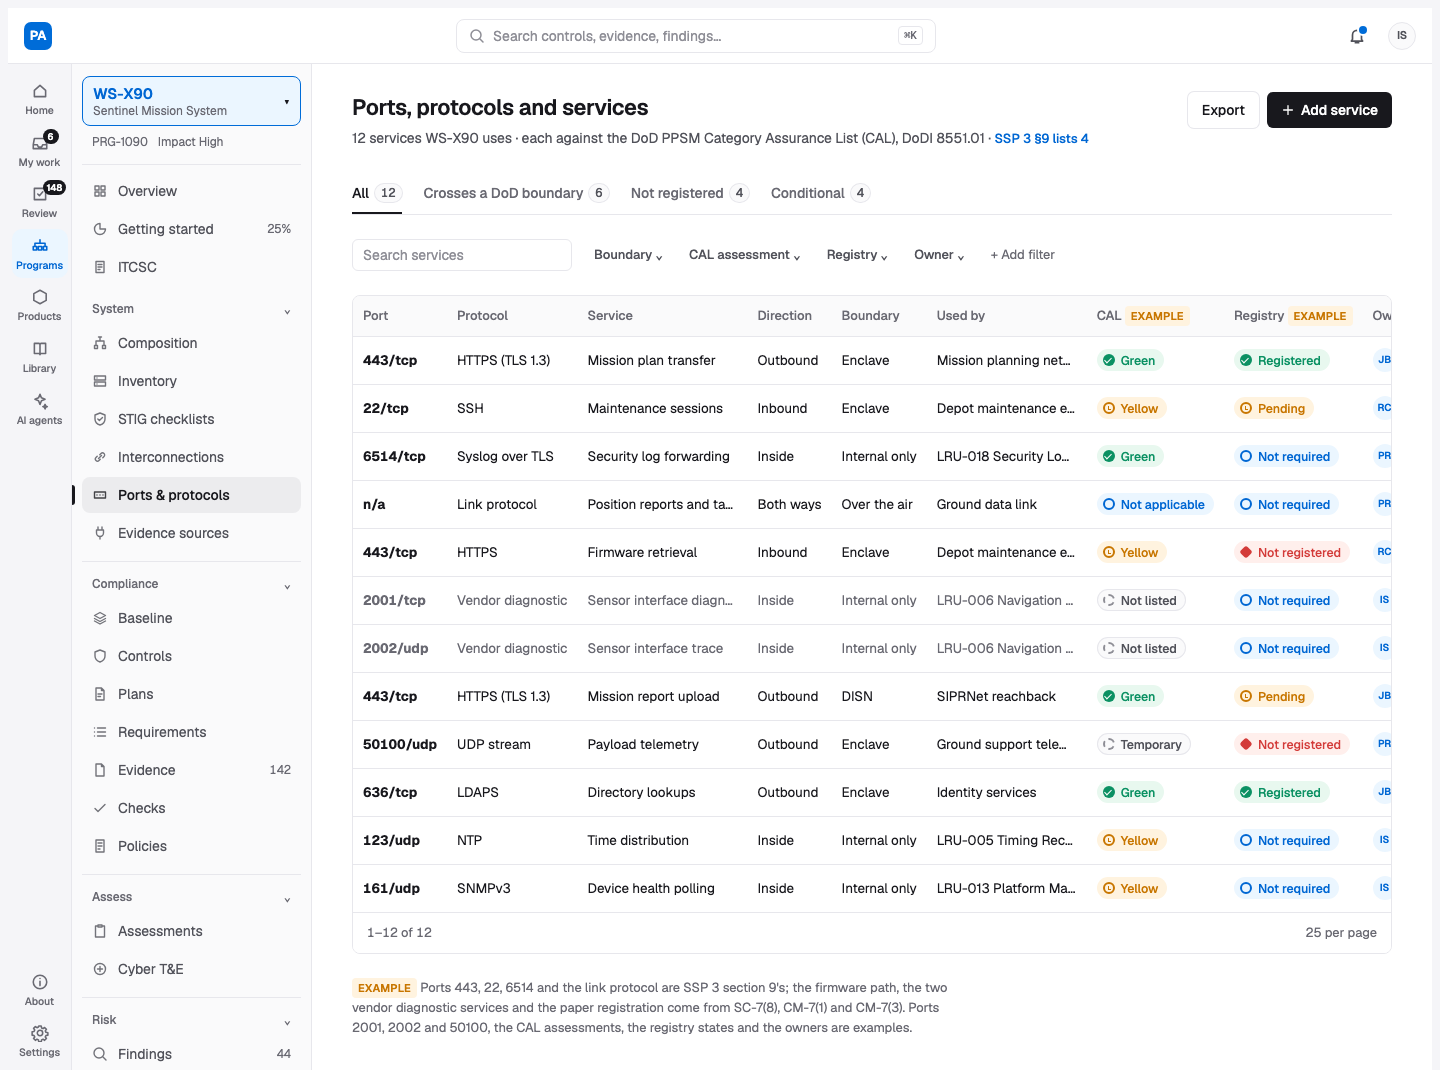 PA
Search controls, evidence, findings...
⌘K
IS
Home
6
My work
148
Review
Programs
Products
Library
AI agents
About
Settings
WS-X90
Sentinel Mission System
PRG-1090 Impact High
Overview
Getting started 25%
ITCSC
System
Composition
Inventory
STIG checklists
Interconnections
Ports & protocols
Evidence sources
Compliance
Baseline
Controls
Plans
Requirements
Evidence 142
Checks
Policies
Assess
Assessments
Cyber T&E
Risk
Findings 44
Ports, protocols and services
Export
+ Add service
12 services WS-X90 uses · each against the DoD PPSM Category Assurance List (CAL), DoDI 8551.01 · SSP 3 §9 lists 4
All 12 Crosses a DoD boundary 6 Not registered 4 Conditional 4
Search services Boundary CAL assessment Registry Owner + Add filter
Port Protocol Service Direction Boundary Used by CAL EXAMPLE Registry EXAMPLE Ow
443/tcp HTTPS (TLS 1.3) Mission plan transfer Outbound Enclave Mission planning net... Green Registered JB
22/tcp SSH Maintenance sessions Inbound Enclave Depot maintenance e... Yellow Pending RC
6514/tcp Syslog over TLS Security log forwarding Inside Internal only LRU-018 Security Lo... Green Not required PR
n/a Link protocol Position reports and ta... Both ways Over the air Ground data link Not applicable Not required PR
443/tcp HTTPS Firmware retrieval Inbound Enclave Depot maintenance e... Yellow Not registered RC
2001/tcp Vendor diagnostic Sensor interface diagn... Inside Internal only LRU-006 Navigation ... Not listed Not required IS
2002/udp Vendor diagnostic Sensor interface trace Inside Internal only LRU-006 Navigation ... Not listed Not required IS
443/tcp HTTPS (TLS 1.3) Mission report upload Outbound DISN SIPRNet reachback Green Pending JB
50100/udp UDP stream Payload telemetry Outbound Enclave Ground support tele... Temporary Not registered PR
636/tcp LDAPS Directory lookups Outbound Enclave Identity services Green Registered JB
123/udp NTP Time distribution Inside Internal only LRU-005 Timing Rec... Yellow Not required IS
161/udp SNMPv3 Device health polling Inside Internal only LRU-013 Platform Ma... Yellow Not required IS
1–12 of 12 25 per page
EXAMPLE Ports 443, 22, 6514 and the link protocol are SSP 3 section 9's; the firmware path, the two
vendor diagnostic services and the paper registration come from SC-7(8), CM-7(1) and CM-7(3). Ports
2001, 2002 and 50100, the CAL assessments, the registry states and the owners are examples.